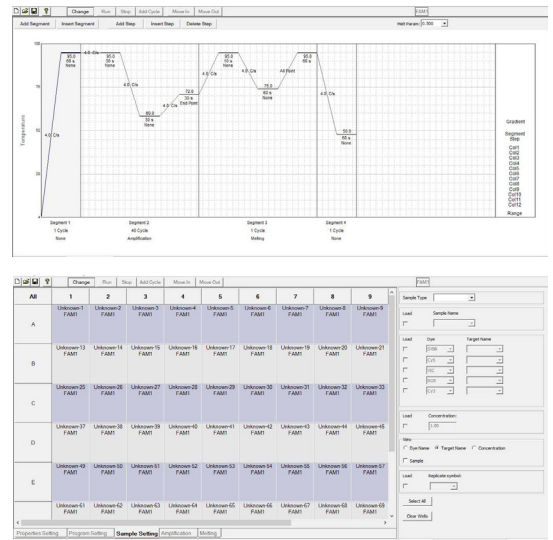 Change Run Stop Add Cycle Move In Move Out FAM1
Add Segment Insert Segment Add Step Insert Step Delete Step Melt Param: 0.500
Temperature
100
75
50
25
0
4.0 C/s
95.0
60 s
None
4.0 C/s
95.0
30 s
None
4.0 C/s
60.0
30 s
None
4.0 C/s
72.0
30 s
End Point
4.0 C/s
95.0
None
4.0 C/s
75.0
60 s
None
All Point
95.0
None
4.0 C/s
50.0
60 s
None
Gradient
Segment
Step
Col1
Col2
Col3
Col4
Col5
Col6
Col7
Col8
Col9
Col10
Col11
Col12
Range
Segment 1 Segment 2 Segment 3 Segment 4
1 Cycle 40 Cycle 1 Cycle 1 Cycle
None Amplification Melting None
Change Run Stop Add Cycle Move In Move Out FAM1
All 1 2 3 4 5 6 7 8 9
A
Unknown-1 Unknown-2 Unknown-3 Unknown-4 Unknown-5 Unknown-6 Unknown-7 Unknown-8 Unknown-9
FAM1 FAM1 FAM1 FAM1 FAM1 FAM1 FAM1 FAM1 FAM1
B
Unknown-13 Unknown-14 Unknown-15 Unknown-16 Unknown-17 Unknown-18 Unknown-19 Unknown-20 Unknown-21
FAM1 FAM1 FAM1 FAM1 FAM1 FAM1 FAM1 FAM1 FAM1
C
Unknown-25 Unknown-26 Unknown-27 Unknown-28 Unknown-29 Unknown-30 Unknown-31 Unknown-32 Unknown-33
FAM1 FAM1 FAM1 FAM1 FAM1 FAM1 FAM1 FAM1 FAM1
D
Unknown-37 Unknown-38 Unknown-39 Unknown-40 Unknown-41 Unknown-42 Unknown-43 Unknown-44 Unknown-45
FAM1 FAM1 FAM1 FAM1 FAM1 FAM1 FAM1 FAM1 FAM1
E
Unknown-49 Unknown-50 Unknown-51 Unknown-52 Unknown-53 Unknown-54 Unknown-55 Unknown-56 Unknown-57
FAM1 FAM1 FAM1 FAM1 FAM1 FAM1 FAM1 FAM1 FAM1
Unknown-61 Unknown-62 Unknown-63 Unknown-64 Unknown-65 Unknown-66 Unknown-67 Unknown-68 Unknown-69
FAM1 FAM1 FAM1 FAM1 FAM1 FAM1 FAM1 FAM1 FAM1
Properties Setting Program Setting Sample Setting Amplification Melting
Sample Type
Load Sample Name
Load Dye Target Name
SYBR
CY5
VIC
ROX
CY3
Load Concentration:
1.00
View
Dye Name Target Name Concentration
Sample
Load Replicate symbol:
Select All
Clear Wells